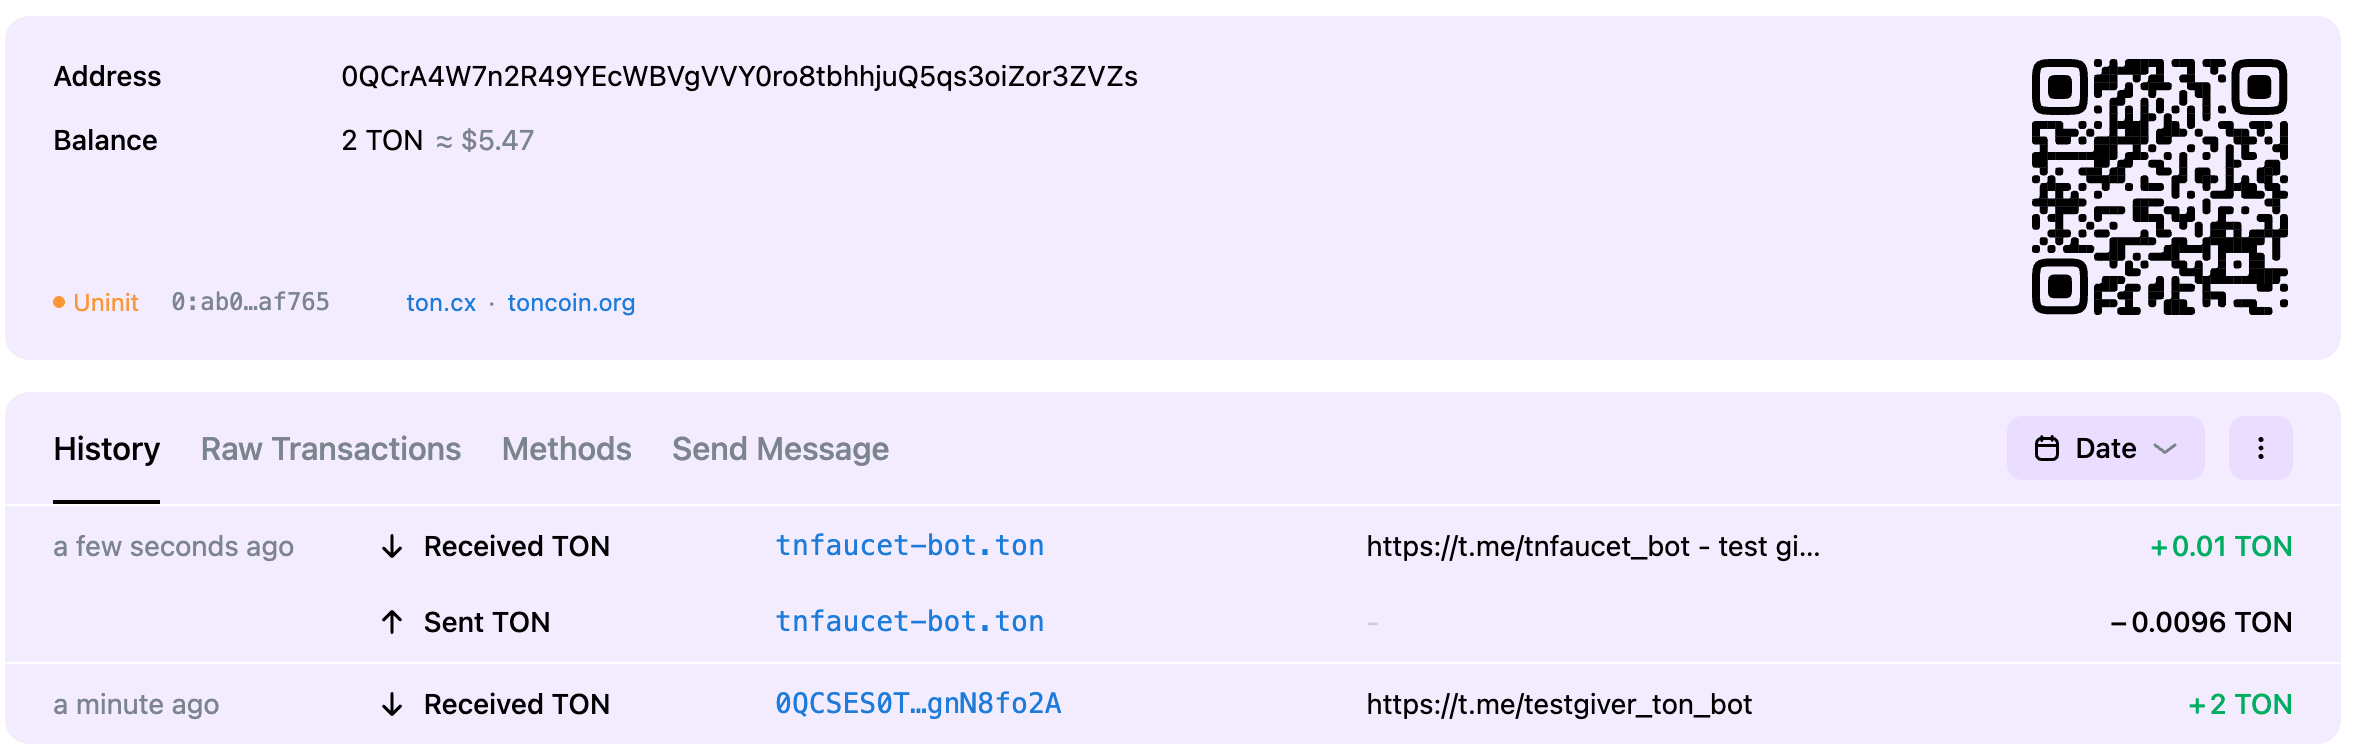 Address 0QCrA4W7n2R49YEcWBVgVVY0ro8tbhhjuQ5qs3oiZor3ZVZs
Balance 2 TON ≈ $5.47
Uninit 0:ab0…af765 ton.cx · toncoin.org
History Raw Transactions Methods Send Message Date
a few seconds ago Received TON tnfaucet-bot.ton https://t.me/tnfaucet_bot - test gi... +0.01 TON
Sent TON tnfaucet-bot.ton - −0.0096 TON
a minute ago Received TON 0QCSES0T…gnN8fo2A https://t.me/testgiver_ton_bot +2 TON